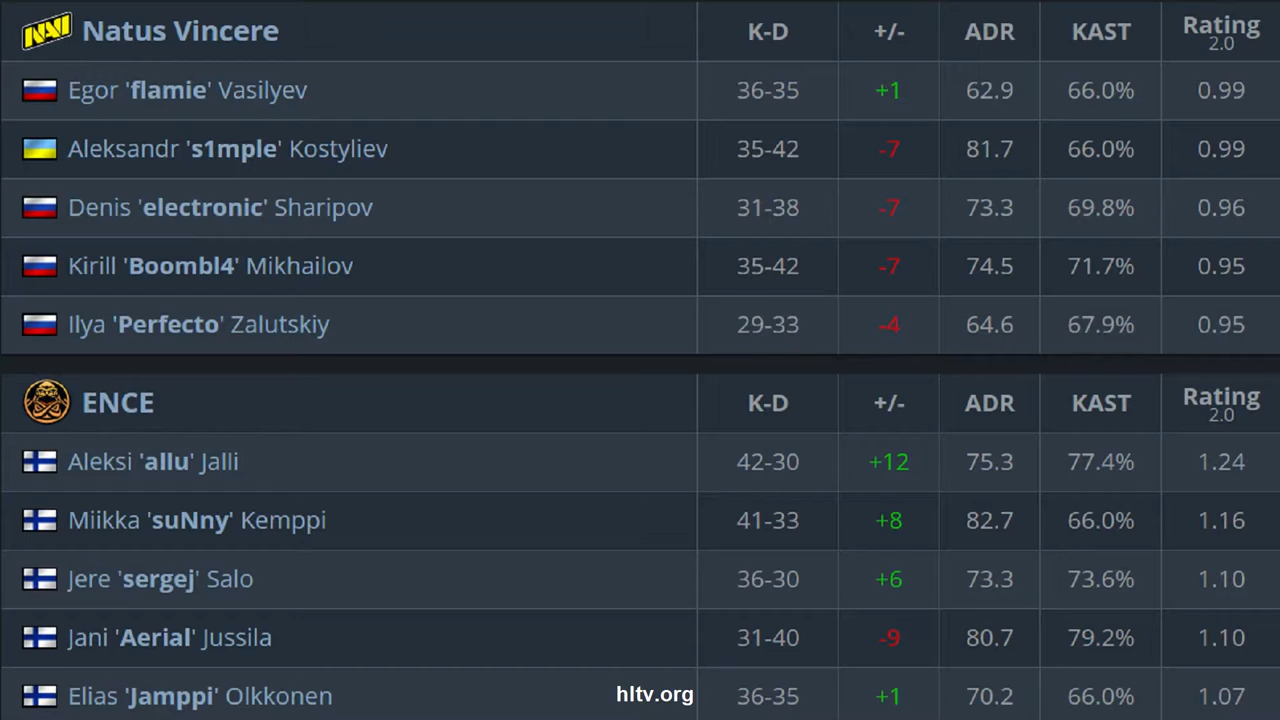 NAVI Natus Vincere K-D +/- ADR KAST Rating 2.0
Egor 'flamie' Vasilyev 36-35 +1 62.9 66.0% 0.99
Aleksandr 's1mple' Kostyliev 35-42 -7 81.7 66.0% 0.99
Denis 'electronic' Sharipov 31-38 -7 73.3 69.8% 0.96
Kirill 'Boombl4' Mikhailov 35-42 -7 74.5 71.7% 0.95
Ilya 'Perfecto' Zalutskiy 29-33 -4 64.6 67.9% 0.95
ENCE K-D +/- ADR KAST Rating 2.0
Aleksi 'allu' Jalli 42-30 +12 75.3 77.4% 1.24
Miikka 'suNny' Kemppi 41-33 +8 82.7 66.0% 1.16
Jere 'sergej' Salo 36-30 +6 73.3 73.6% 1.10
Jani 'Aerial' Jussila 31-40 -9 80.7 79.2% 1.10
Elias 'Jamppi' Olkkonen hltv.org 36-35 +1 70.2 66.0% 1.07